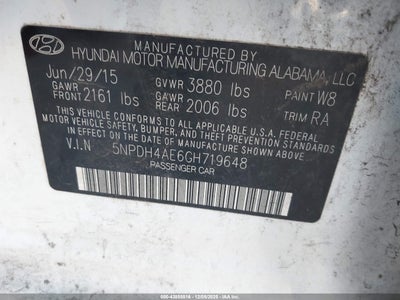 MANUFACTURED BY
HYUNDAI MOTOR MANUFACTURING ALABAMA, LLC
Jun/29/15 GVWR 3880 lbs PAINT W8
GAWR FRONT 2161 lbs GAWR REAR 2006 lbs TRIM RA
THIS VEHICLE CONFORMS TO ALL APPLICABLE U.S.A. FEDERAL
MOTOR VEHICLE SAFETY, BUMPER, AND THEFT PREVENTION
STANDARDS IN EFFECT ON THE DATE OF MANUFACTURE SHOWN ABOVE.
V.I.N 5NPDH4AE6GH719648
PASSENGER CAR